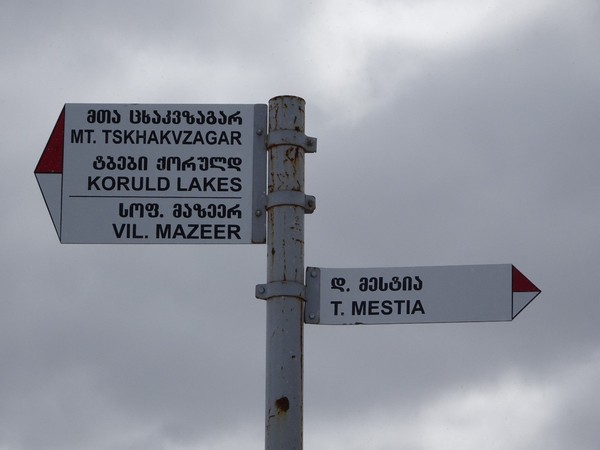 მთა ცხაკვზაგარ
MT. TSKHAKVZAGAR
ტბები ქორულდ
KORULD LAKES
სოფ. მაზეერ
VIL. MAZEER
დ. მესტია
T. MESTIA